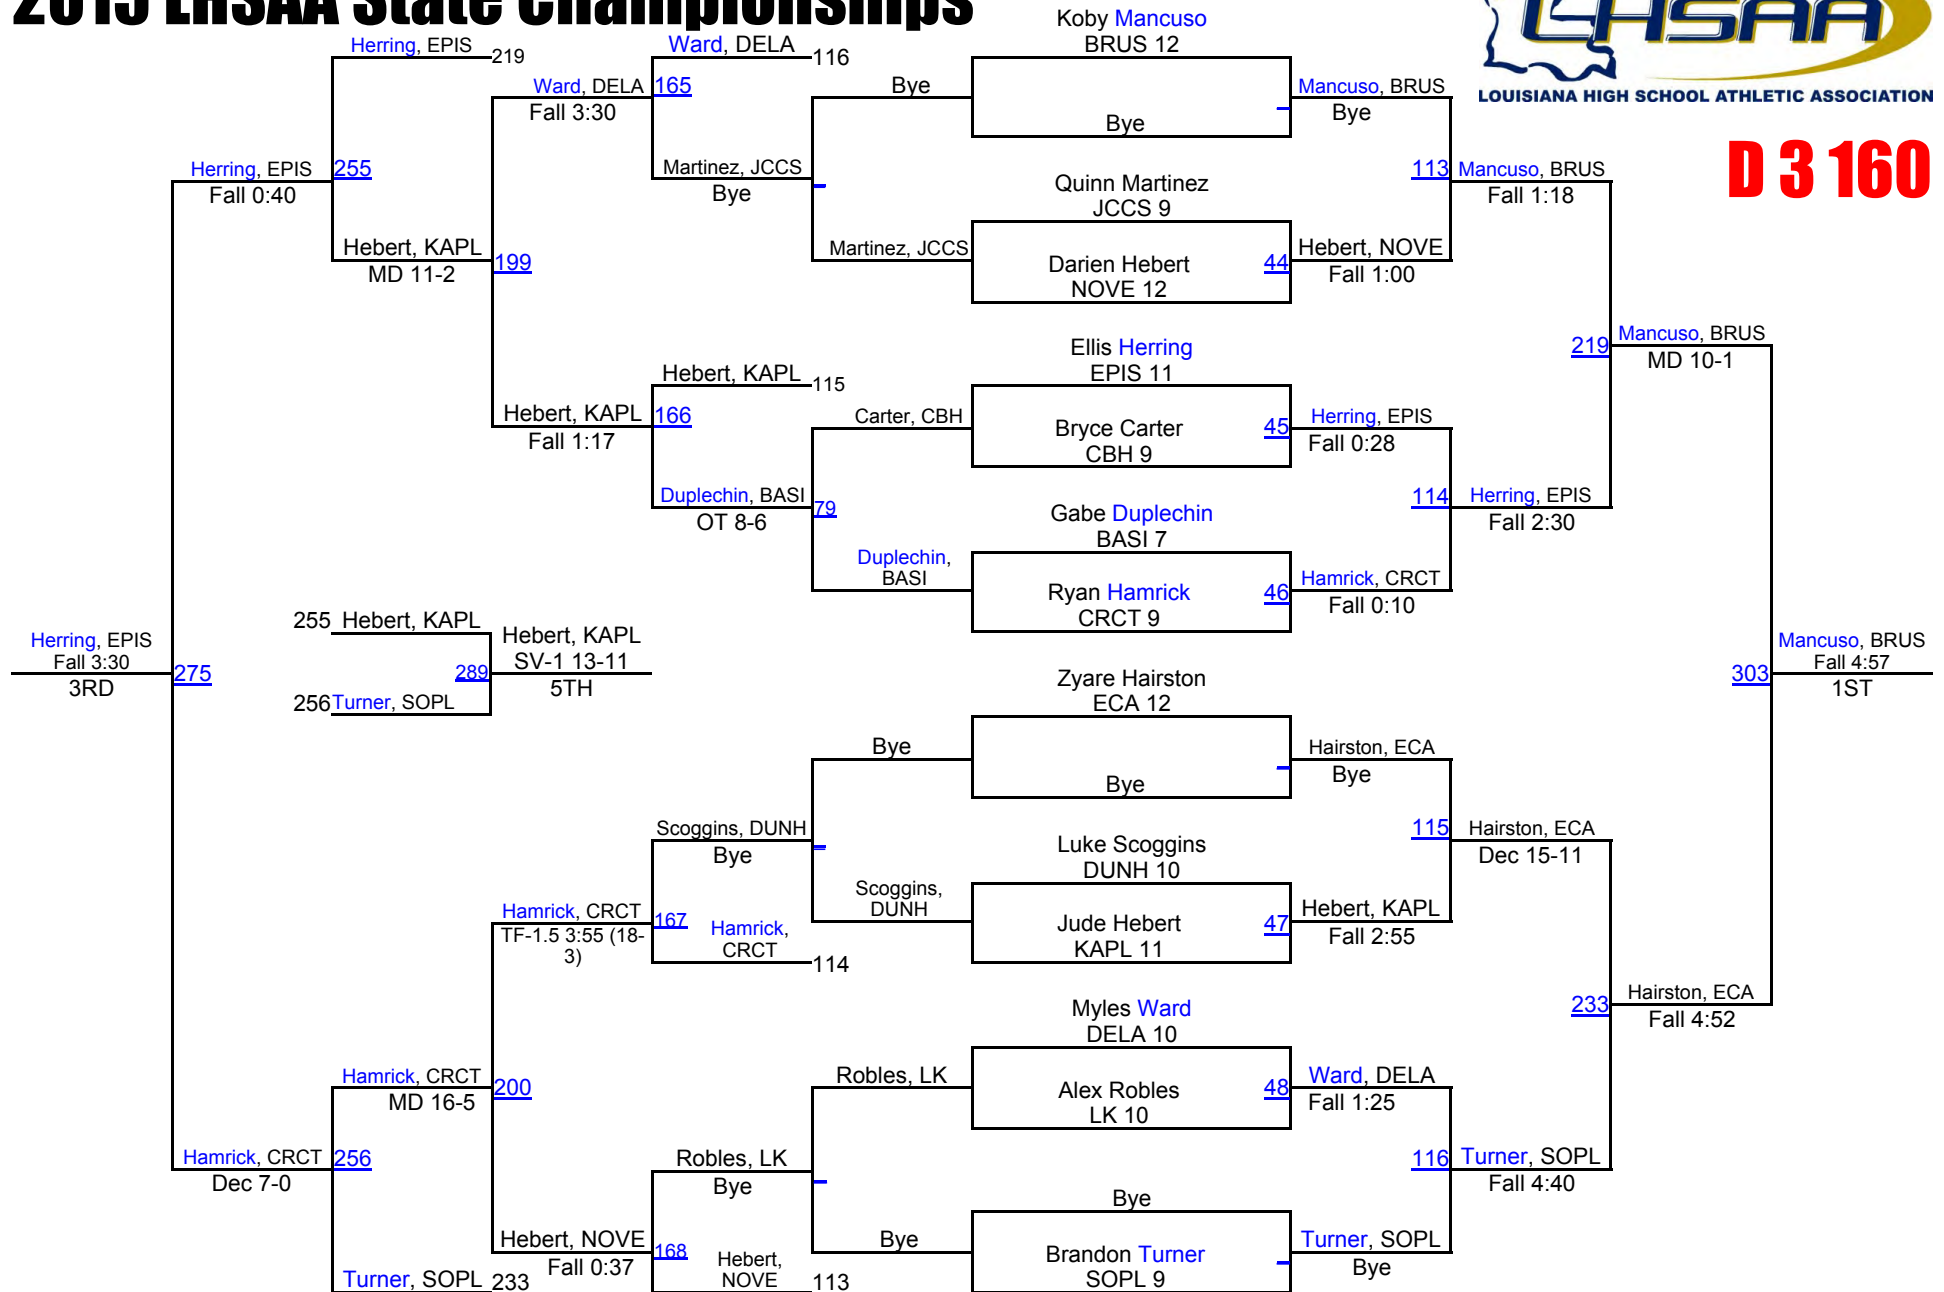 2015 LHSAA State Championships
LHSAA
LOUISIANA HIGH SCHOOL ATHLETIC ASSOCIATION
D 3 160
Koby Mancuso
BRUS 12
Bye
Quinn Martinez
JCCS 9
Darien Hebert
NOVE 12
44
Ellis Herring
EPIS 11
Bryce Carter
CBH 9
45
Gabe Duplechin
BASI 7
Ryan Hamrick
CRCT 9
46
Zyare Hairston
ECA 12
Bye
Luke Scoggins
DUNH 10
Jude Hebert
KAPL 11
47
Myles Ward
DELA 10
Alex Robles
LK 10
48
Bye
Brandon Turner
SOPL 9
Mancuso, BRUS
Bye
113
Hebert, NOVE
Fall 1:00
Herring, EPIS
Fall 0:28
114
Hamrick, CRCT
Fall 0:10
Hairston, ECA
Bye
115
Hebert, KAPL
Fall 2:55
Ward, DELA
Fall 1:25
116
Turner, SOPL
Bye
Mancuso, BRUS
Fall 1:18
219
Herring, EPIS
Fall 2:30
Hairston, ECA
Dec 15-11
233
Turner, SOPL
Fall 4:40
Mancuso, BRUS
MD 10-1
303
Hairston, ECA
Fall 4:52
Mancuso, BRUS
Fall 4:57
1ST
Bye
Martinez, JCCS
Carter, CBH
79
Duplechin,
BASI
Bye
Scoggins,
DUNH
Robles, LK
Bye
Ward, DELA
116
165
Martinez, JCCS
Bye
Hebert, KAPL
115
166
Duplechin, BASI
OT 8-6
Scoggins, DUNH
Bye
167
Hamrick,
CRCT
114
Robles, LK
Bye
168
Hebert,
NOVE
113
Ward, DELA
Fall 3:30
199
Hebert, KAPL
Fall 1:17
Hamrick, CRCT
TF-1.5 3:55 (18-
3)
200
Hebert, NOVE
Fall 0:37
Herring, EPIS
219
255
Hebert, KAPL
MD 11-2
Hamrick, CRCT
MD 16-5
256
Turner, SOPL
233
Herring, EPIS
Fall 0:40
275
Hamrick, CRCT
Dec 7-0
Herring, EPIS
Fall 3:30
3RD
255 Hebert, KAPL
289
256 Turner, SOPL
Hebert, KAPL
SV-1 13-11
5TH